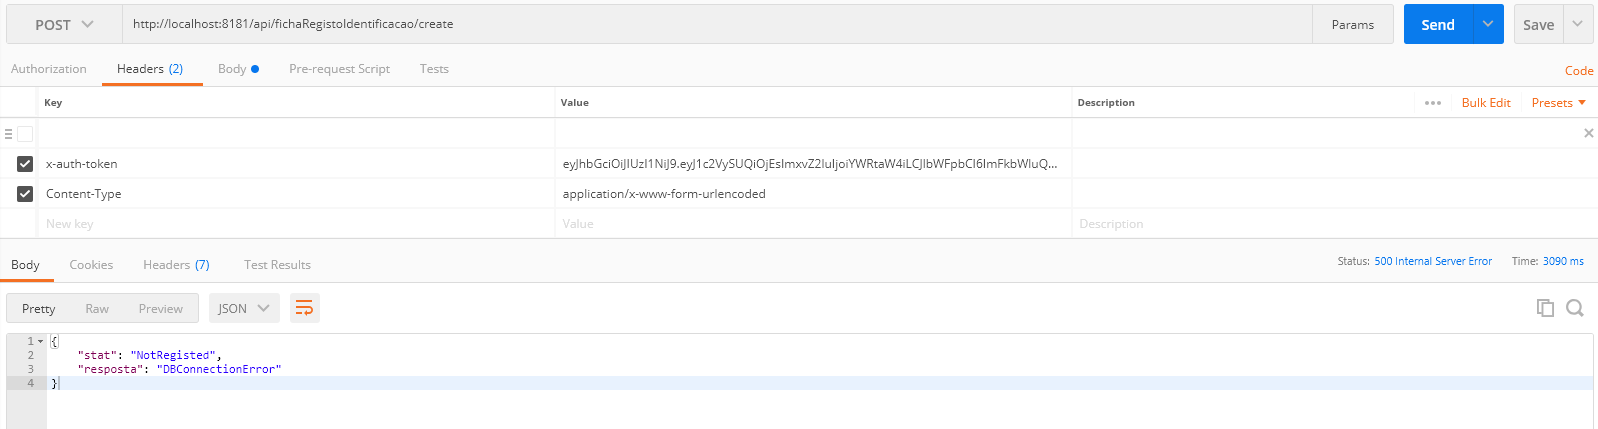 POST http://localhost:8181/api/fichaRegistoIdentificacao/create Params Send Save
Authorization Headers (2) Body Pre-request Script Tests Code
Key Value Description ••• Bulk Edit Presets
x-auth-token eyJhbGciOiJIUzI1NiJ9.eyJ1c2VySUQiOjEsImxvZ2luIjoiYWRtaW4iLCJlbWFpbCI6ImFkbWluQ...
Content-Type application/x-www-form-urlencoded
New key Value Description
Body Cookies Headers (7) Test Results Status: 500 Internal Server Error Time: 3090 ms
Pretty Raw Preview JSON
1 {
2 "stat": "NotRegisted",
3 "resposta": "DBConnectionError"
4 }